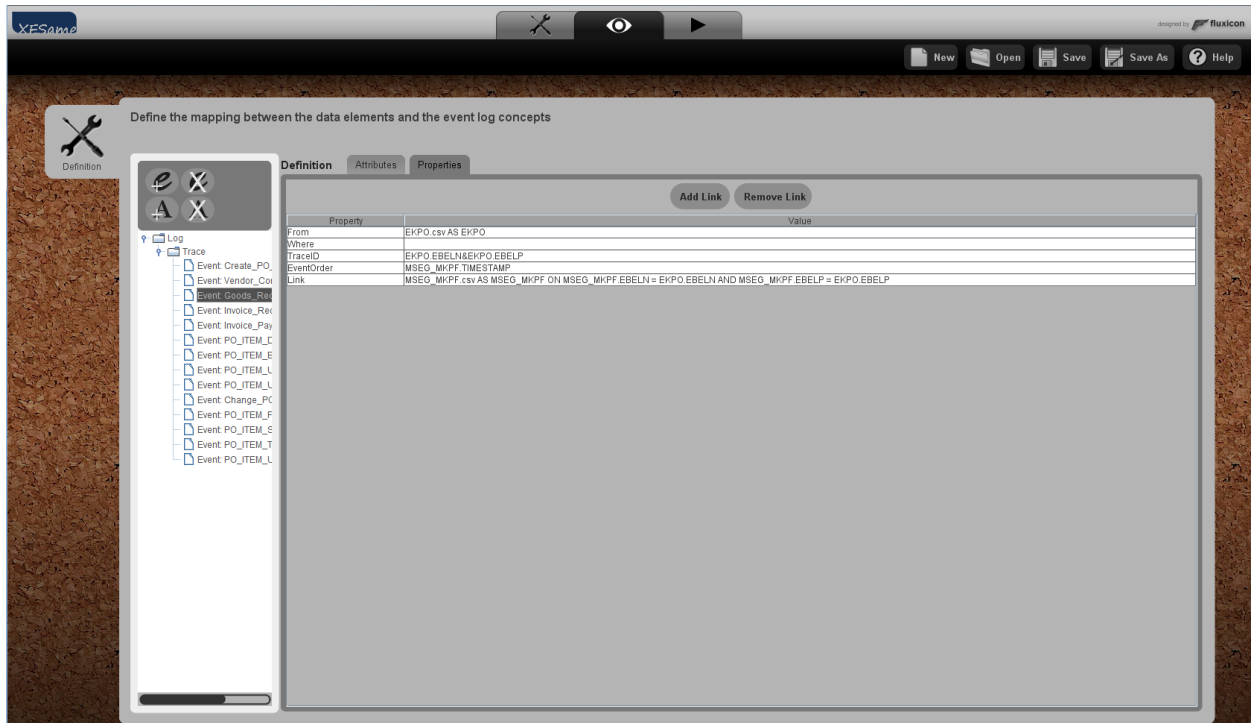 XESame
designed by fluxicon
New Open Save Save As Help
Define the mapping between the data elements and the event log concepts
Definition
Definition Attributes Properties
Add Link Remove Link
Property Value
From EKPO.csv AS EKPO
Where
TraceID EKPO.EBELN&EKPO.EBELP
EventOrder MSEG_MKPF.TIMESTAMP
Link MSEG_MKPF.csv AS MSEG_MKPF ON MSEG_MKPF.EBELN = EKPO.EBELN AND MSEG_MKPF.EBELP = EKPO.EBELP
Log
Trace
Event: Create_PO_
Event: Vendor_Co
Event: Goods_Rec
Event: Invoice_Rec
Event: Invoice_Pay
Event: PO_ITEM_D
Event: PO_ITEM_E
Event: PO_ITEM_U
Event: PO_ITEM_U
Event: Change_PO
Event: PO_ITEM_F
Event: PO_ITEM_S
Event: PO_ITEM_T
Event: PO_ITEM_U